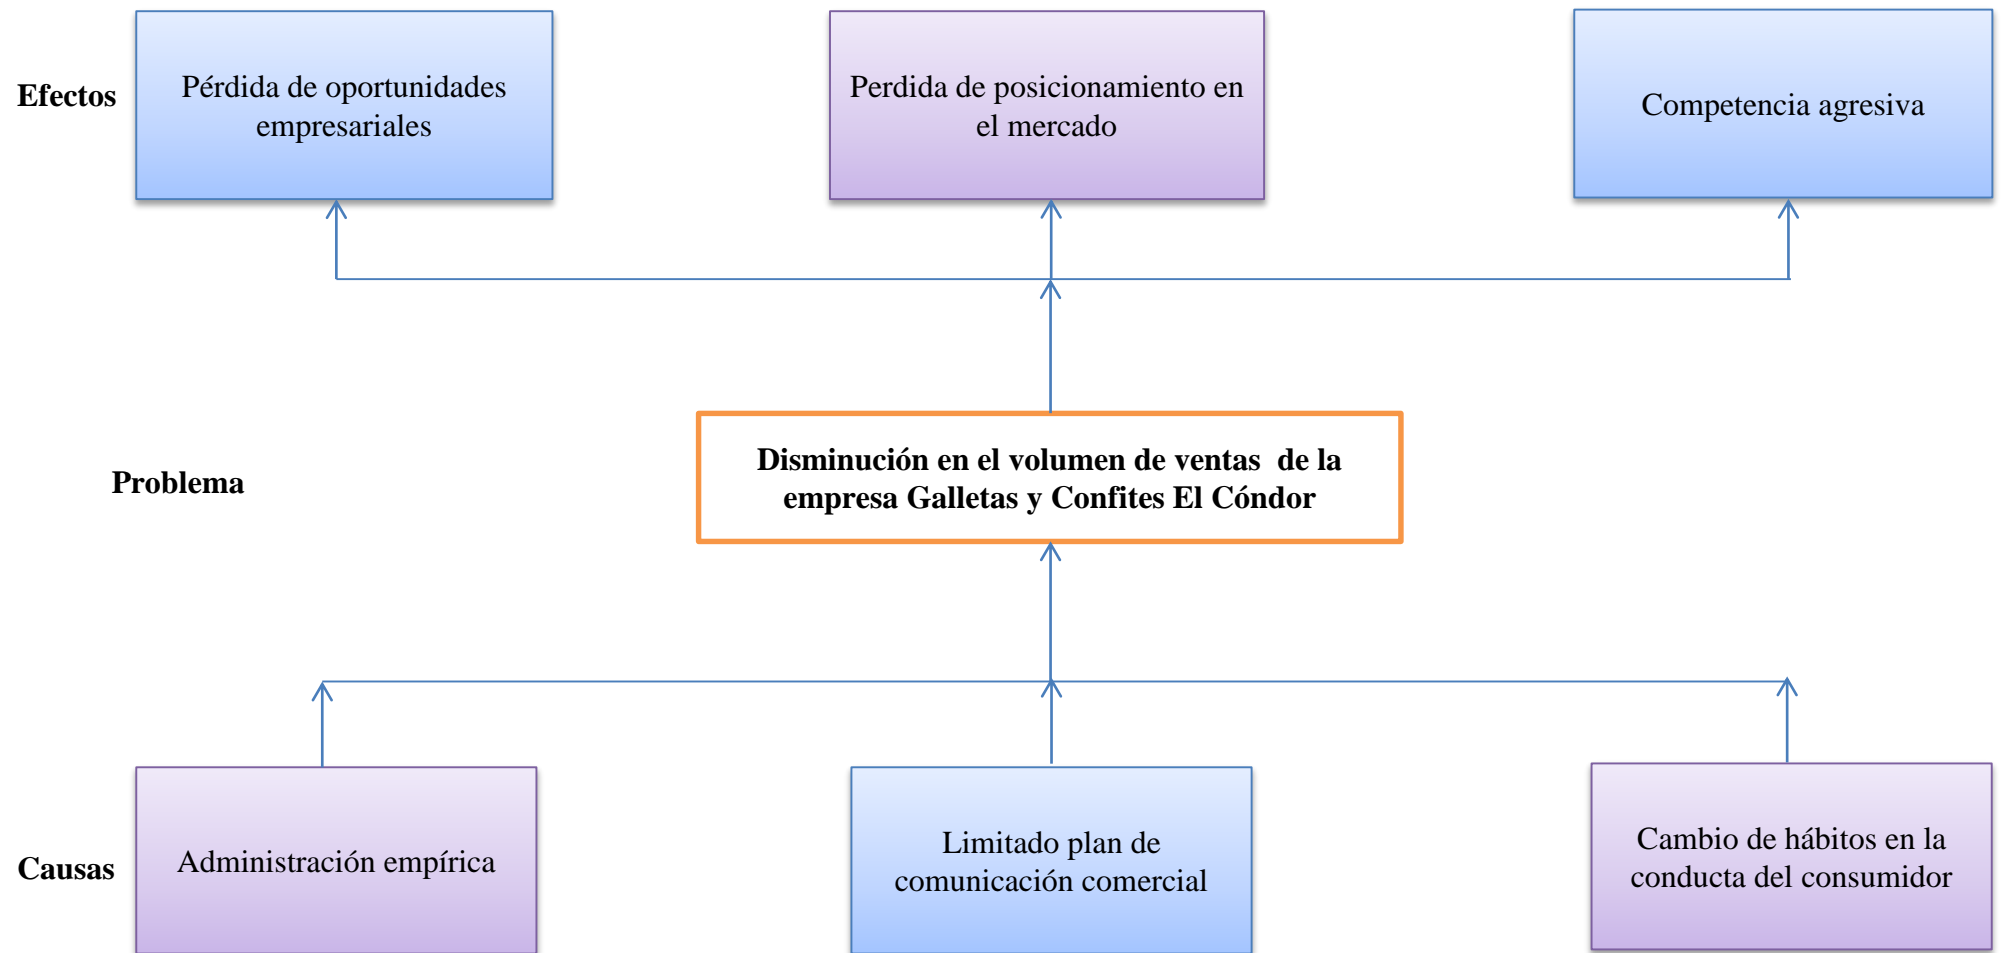 Efectos
Pérdida de oportunidades
empresariales
Perdida de posicionamiento en
el mercado
Competencia agresiva
Problema
Disminución en el volumen de ventas  de la
empresa Galletas y Confites El Cóndor
Causas
Administración empírica
Limitado plan de
comunicación comercial
Cambio de hábitos en la
conducta del consumidor